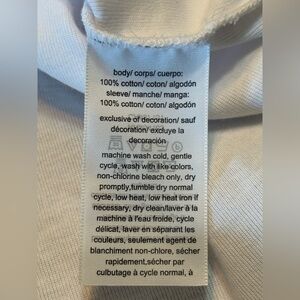 body/ corps/ cuerpo:
100% cotton/ coton/ algodón
sleeve/ manche/ manga:
100% cotton/ coton/ algodón
exclusive of decoration/ sauf
décoration/ excluye la
decoración
machine wash cold, gentle
cycle, wash with like colors,
non-chlorine bleach only, dry
promptly,tumble dry normal
cycle, low heat, low heat iron if
necessary, dry clean/laver à la
machine à l'eau froide, cycle
délicat, laver en séparant les
couleurs, seulement agent de
blanchiment non-chlore, sécher
rapidement.sécher par
culbutage à cycle normal, à